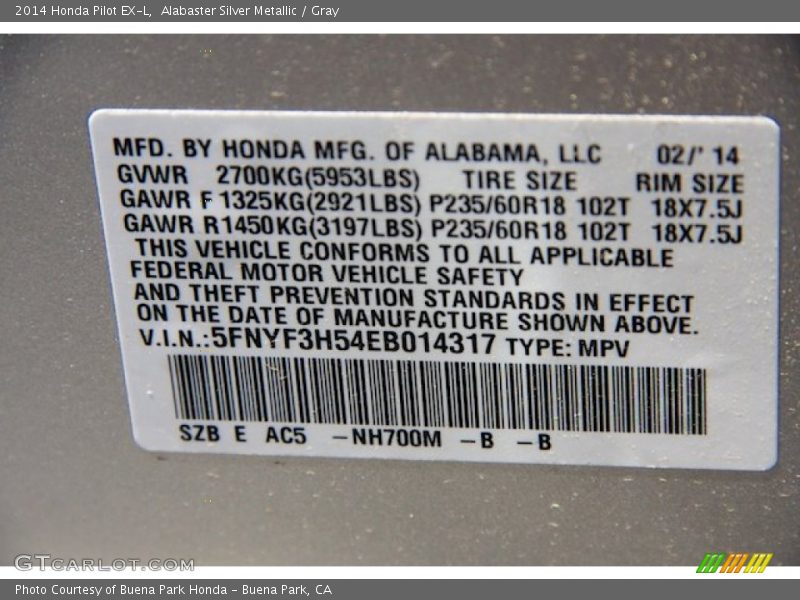 2014 Honda Pilot EX-L,  Alabaster Silver Metallic / Gray
MFD. BY HONDA MFG. OF ALABAMA, LLC 02/' 14
GVWR 2700KG(5953LBS) TIRE SIZE RIM SIZE
GAWR F 1325KG(2921LBS) P235/60R18 102T 18X7.5J
GAWR R1450KG(3197LBS) P235/60R18 102T 18X7.5J
THIS VEHICLE CONFORMS TO ALL APPLICABLE
FEDERAL MOTOR VEHICLE SAFETY
AND THEFT PREVENTION STANDARDS IN EFFECT
ON THE DATE OF MANUFACTURE SHOWN ABOVE.
V.I.N.:5FNYF3H54EB014317 TYPE: MPV
SZB E AC5 -NH700M -B -B
GTCARLOT.COM
Photo Courtesy of Buena Park Honda - Buena Park, CA